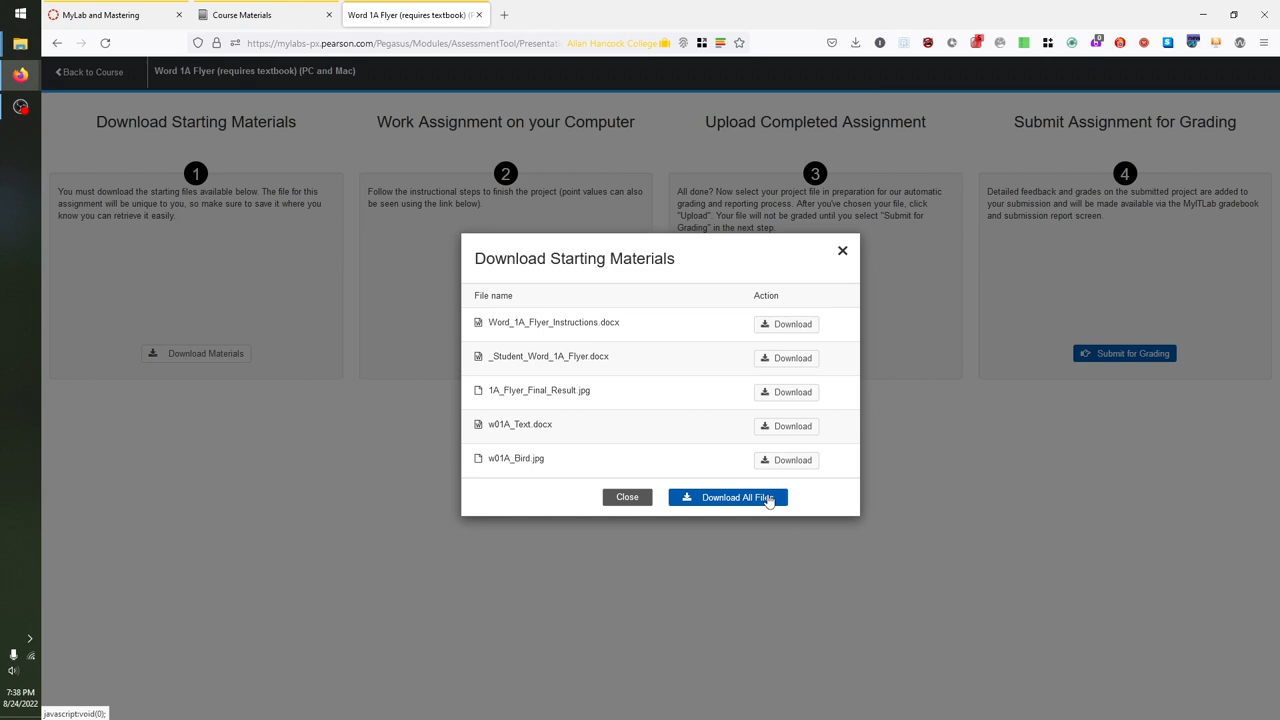 MyLab and Mastering
Course Materials
Word 1A Flyer (requires textbook) (P
https://mylabs-px.pearson.com/Pegasus/Modules/AssessmentTool/Presentati
Allan Hancock College
Back to Course
Word 1A Flyer (requires textbook) (PC and Mac)
Download Starting Materials
Work Assignment on your Computer
Upload Completed Assignment
Submit Assignment for Grading
1
2
3
4
You must download the starting files available below. The file for this
assignment will be unique to you, so make sure to save it where you
know you can retrieve it easily.
Follow the instructional steps to finish the project (point values can also
be seen using the link below).
All done? Now select your project file in preparation for our automatic
grading and reporting process. After you've chosen your file, click
"Upload". Your file will not be graded until you select "Submit for
Grading" in the next step.
Detailed feedback and grades on the submitted project are added to
your submission and will be made available via the MyITLab gradebook
and submission report screen.
Download Materials
Submit for Grading
Download Starting Materials
File name
Action
Word_1A_Flyer_Instructions.docx
Download
_Student_Word_1A_Flyer.docx
Download
1A_Flyer_Final_Result.jpg
Download
w01A_Text.docx
Download
w01A_Bird.jpg
Download
Close
Download All Files
7:38 PM
8/24/2022
javascript:void(0);